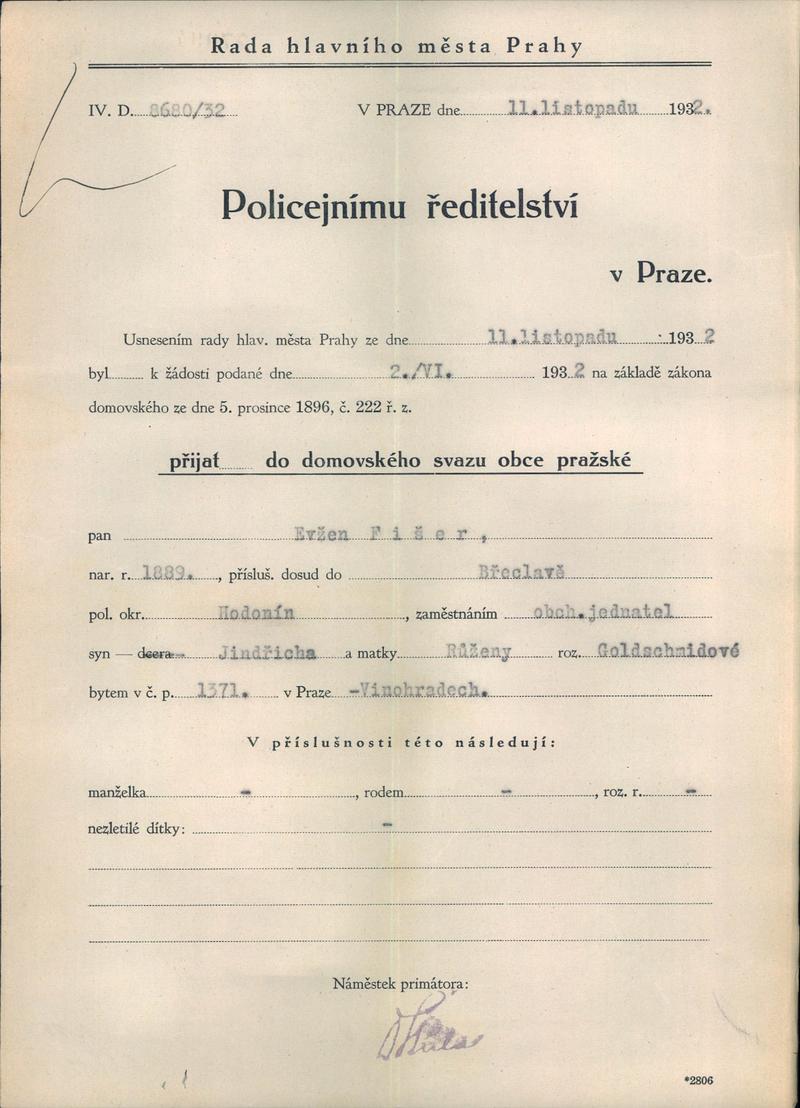 Rada hlavního města Prahy
IV. D. 8680/32 V PRAZE dne 11.listopadu 1932.
Policejnímu ředitelství
v Praze.
Usnesením rady hlav. města Prahy ze dne 11.listopadu 1932
byl k žádosti podané dne 2./VI. 1932 na základě zákona
domovského ze dne 5. prosince 1896, č. 222 ř. z.
přijat do domovského svazu obce pražské
pan Evžen Fišer,
nar. r. 1889., přísluš. dosud do Břeclavě
pol. okr. Hodonín, zaměstnáním obch.jednatel
syn — dcera Jindřicha a matky Růženy roz. Goldschmidové
bytem v č. p. 1371. v Praze -Vinohradech.
V příslušnosti této následují:
manželka -, rodem -, roz. r. -
nezletilé dítky: -
Náměstek primátora:
*2806